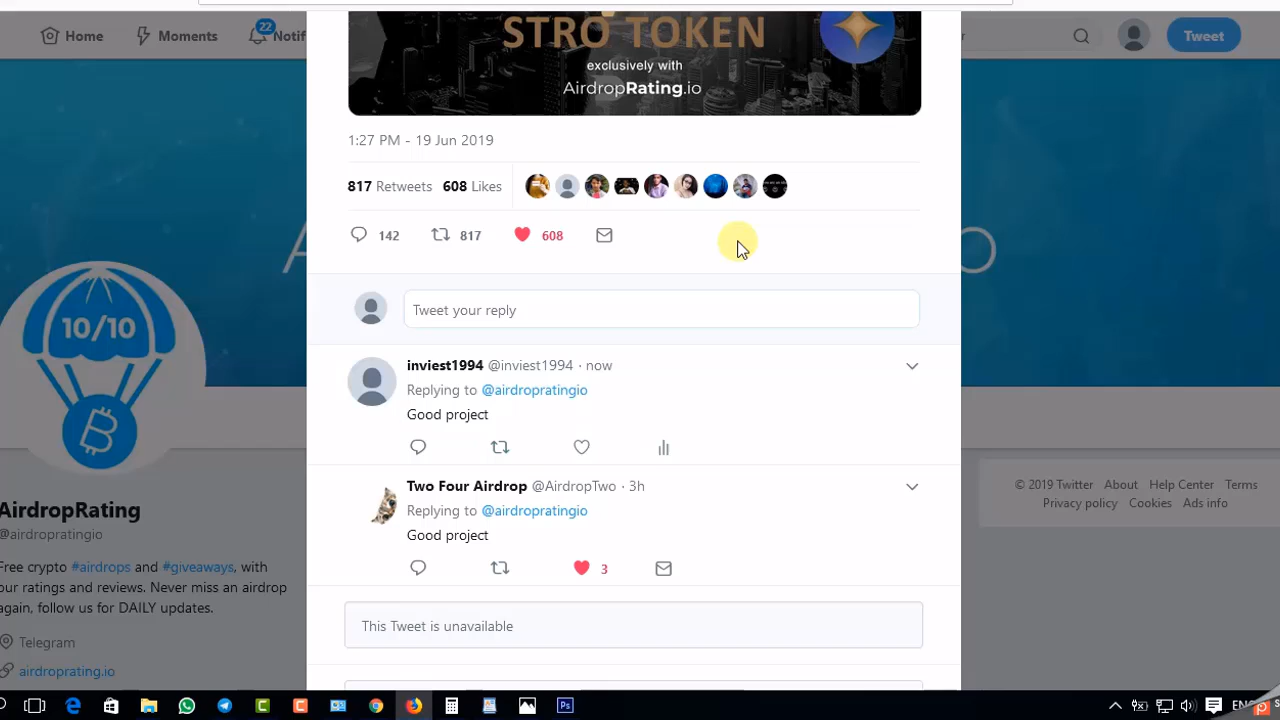 Home
Moments
22
Notif
r
Tweet
STRO TOKEN
exclusively with
AirdropRating.io
1:27 PM - 19 Jun 2019
817 Retweets 608 Likes
142 817 608
Tweet your reply
inviest1994 @inviest1994 · now
Replying to @airdropratingio
Good project
Two Four Airdrop @AirdropTwo · 3h
Replying to @airdropratingio
Good project
3
This Tweet is unavailable
A
O
10/10
AirdropRating
@airdropratingio
Free crypto #airdrops and #giveaways, with
our ratings and reviews. Never miss an airdrop
again, follow us for DAILY updates.
Telegram
airdroprating.io
© 2019 Twitter About Help Center Terms
Privacy policy Cookies Ads info
Ps
ENG